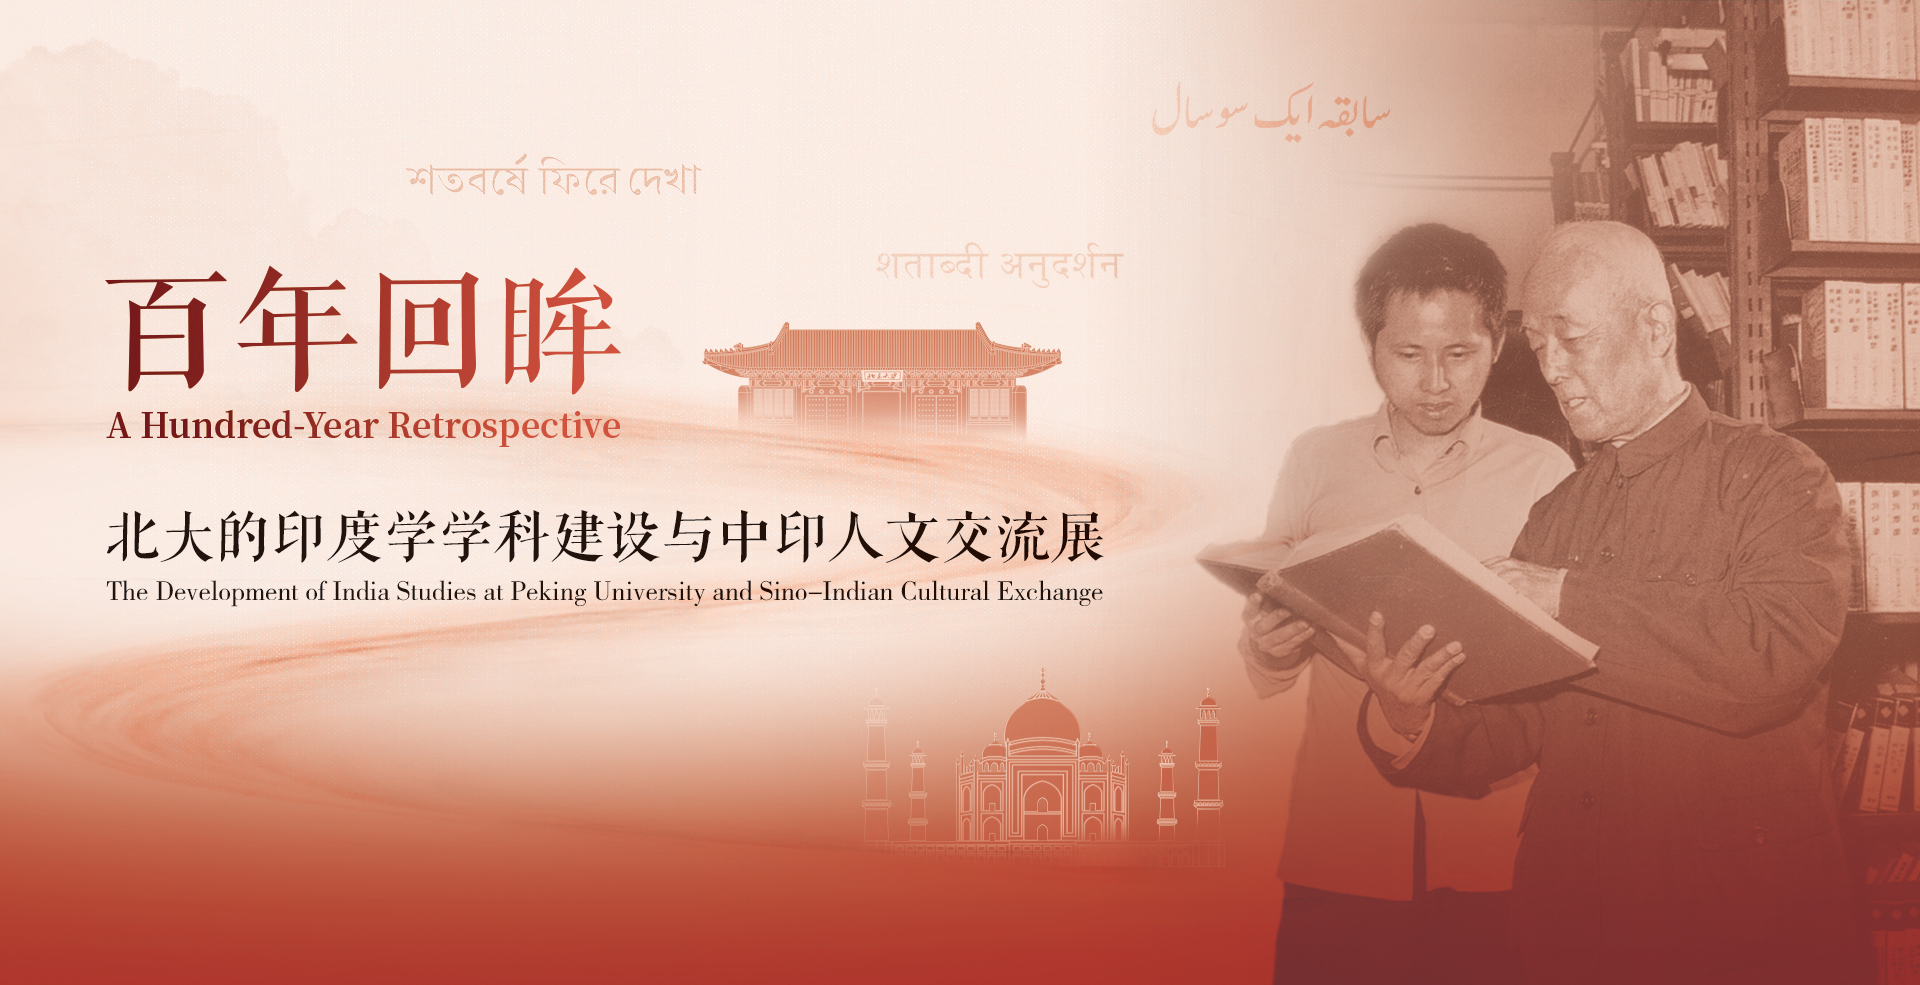 سابقہ ایک سو سال
শতবর্ষে ফিরে দেখা
शताब्दी अनुदर्शन
百年回眸
A Hundred-Year Retrospective
北大的印度学学科建设与中印人文交流展
The Development of India Studies at Peking University and Sino–Indian Cultural Exchange